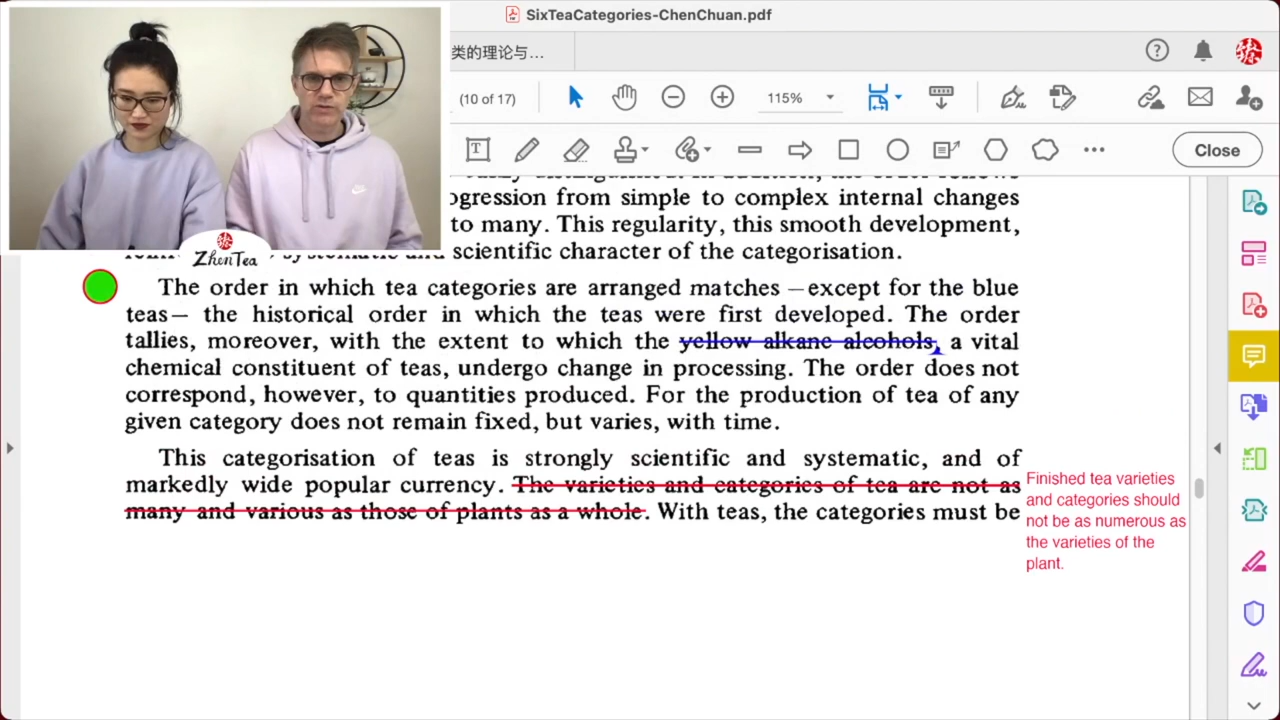 SixTeaCategories-ChenChuan.pdf
类的理论与...
(10 of 17)
115%
Close
ogression from simple to complex internal changes
to many. This regularity, this smooth development,
scientific character of the categorisation.
ZhenTea
The order in which tea categories are arranged matches —except for the blue
teas— the historical order in which the teas were first developed. The order
tallies, moreover, with the extent to which the yellow alkane alcohols, a vital
chemical constituent of teas, undergo change in processing. The order does not
correspond, however, to quantities produced. For the production of tea of any
given category does not remain fixed, but varies, with time.
This categorisation of teas is strongly scientific and systematic, and of
markedly wide popular currency. The varieties and categories of tea are not as
many and various as those of plants as a whole. With teas, the categories must be
Finished tea varieties
and categories should
not be as numerous as
the varieties of the
plant.